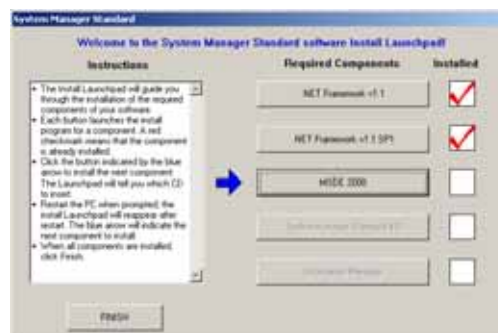 System Manager Standard
Welcome to the System Manager Standard software Install Launchpad!
Instructions
Required Components
Installed
• The Install Launchpad will guide you
through the installation of the required
components of your software.
• Each button launches the install
program for a component. A red
checkmark means that the component
is already installed.
• Click the button indicated by the blue
arrow to install the next component.
The Launchpad will tell you which CD
to insert.
• Restart the PC when prompted, the
install Launchpad will reappear after
restart. The blue arrow will indicate the
next component to install.
• When all components are installed,
click Finish.
.NET Framework v1.1
.NET Framework v1.1 SP1
MSDE 2000
FINISH